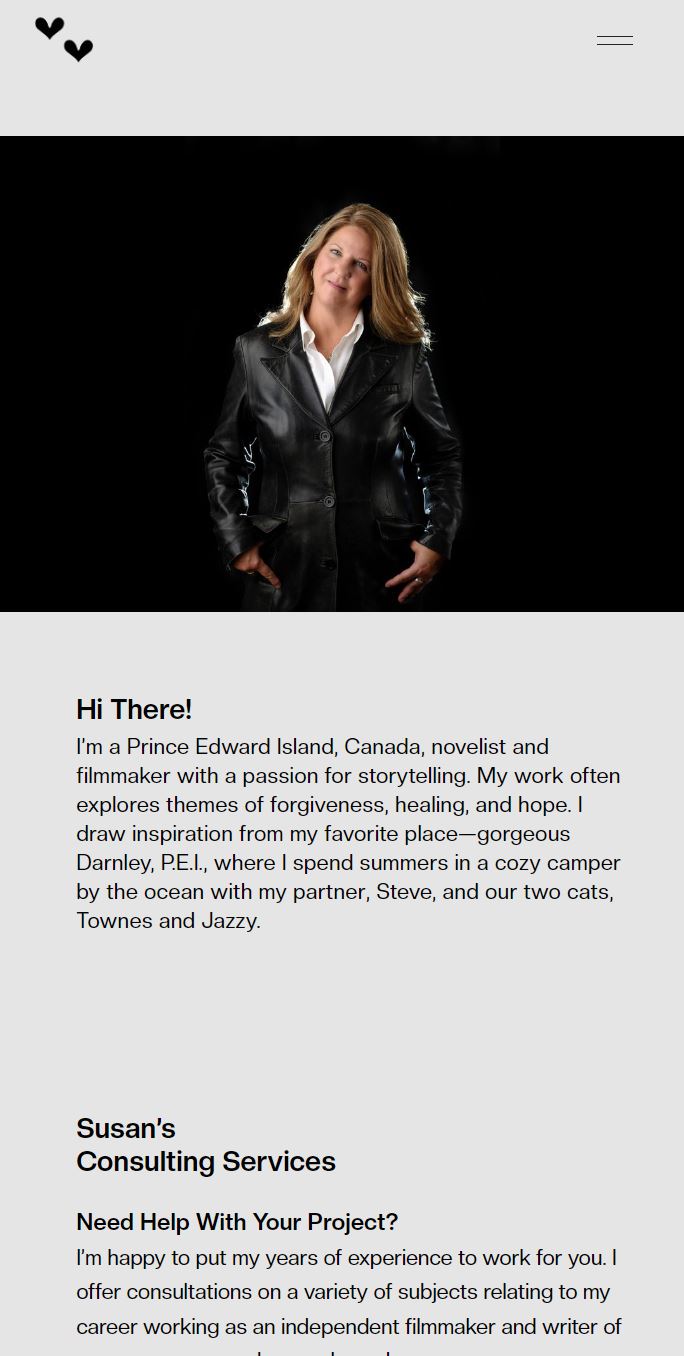 Hi There!
I'm a Prince Edward Island, Canada, novelist and
filmmaker with a passion for storytelling. My work often
explores themes of forgiveness, healing, and hope. I
draw inspiration from my favorite place—gorgeous
Darnley, P.E.I., where I spend summers in a cozy camper
by the ocean with my partner, Steve, and our two cats,
Townes and Jazzy.
Susan's
Consulting Services
Need Help With Your Project?
I'm happy to put my years of experience to work for you. I
offer consultations on a variety of subjects relating to my
career working as an independent filmmaker and writer of